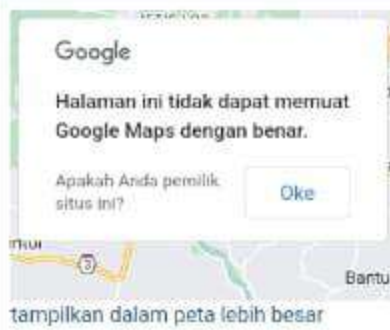 Google
Halaman ini tidak dapat memuat
Google Maps dengan benar.
Apakah Anda pemilik
situs ini?
Oke
3
Bantu
tampilkan dalam peta lebih besar